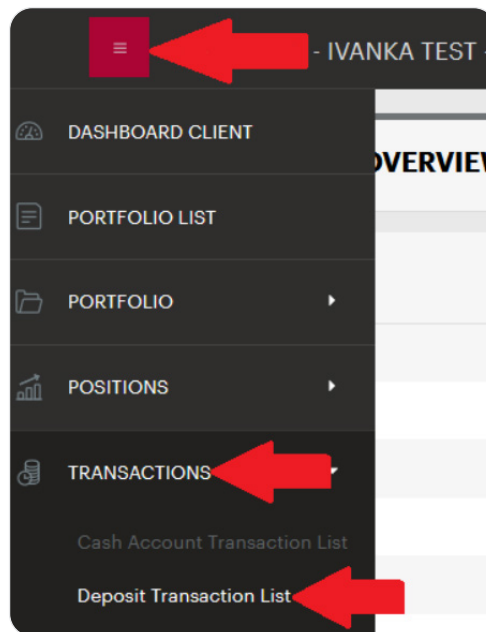 - IVANKA TEST -
DASHBOARD CLIENT
OVERVIEW
PORTFOLIO LIST
PORTFOLIO
POSITIONS
TRANSACTIONS
Cash Account Transaction List
Deposit Transaction List